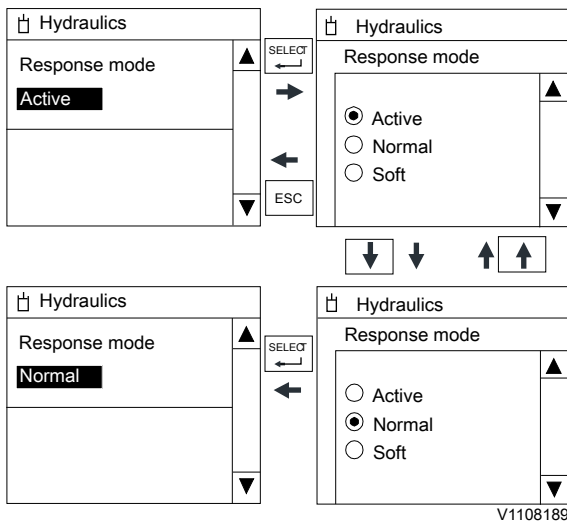 Hydraulics
Response mode
Active
SELECT
ESC
Hydraulics
Response mode
Active
Normal
Soft
Hydraulics
Response mode
Normal
SELECT
Hydraulics
Response mode
Active
Normal
Soft
V1108189